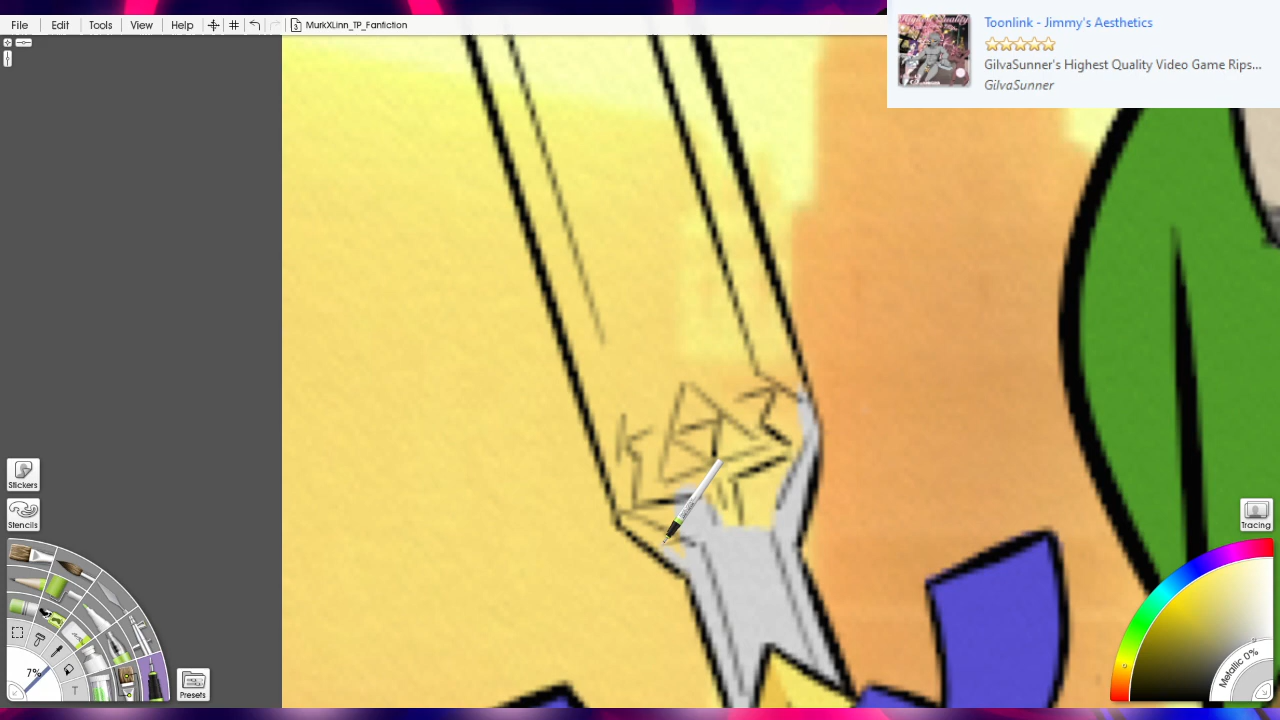 File Edit Tools View Help MurkXLinn_TP_Fanfiction
Toonlink - Jimmy's Aesthetics
GilvaSunner's Highest Quality Video Game Rips...
GilvaSunner
Stickers
Stencils
Tracing
7%
T
Presets
Metallic 0%